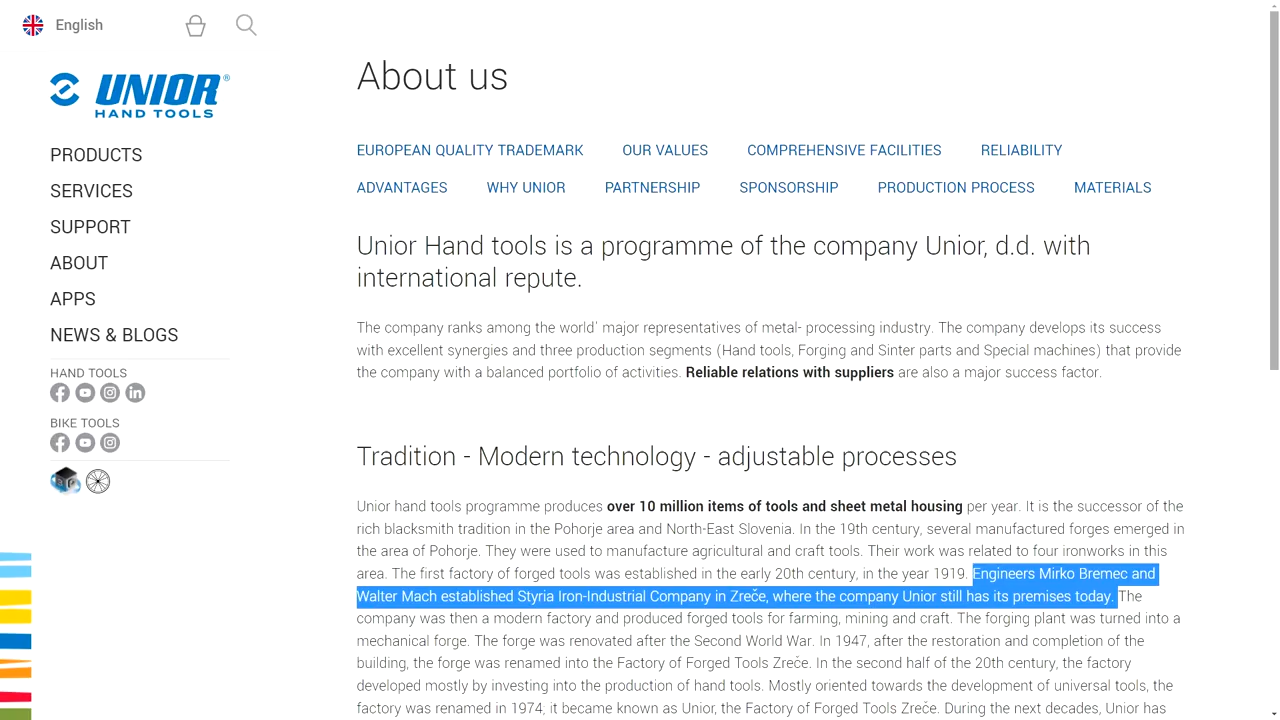 English
UNIOR®
HAND TOOLS
PRODUCTS
SERVICES
SUPPORT
ABOUT
APPS
NEWS & BLOGS
HAND TOOLS
BIKE TOOLS
About us
EUROPEAN QUALITY TRADEMARK OUR VALUES COMPREHENSIVE FACILITIES RELIABILITY
ADVANTAGES WHY UNIOR PARTNERSHIP SPONSORSHIP PRODUCTION PROCESS MATERIALS
Unior Hand tools is a programme of the company Unior, d.d. with
international repute.
The company ranks among the world' major representatives of metal- processing industry. The company develops its success
with excellent synergies and three production segments (Hand tools, Forging and Sinter parts and Special machines) that provide
the company with a balanced portfolio of activities. Reliable relations with suppliers are also a major success factor.
Tradition - Modern technology - adjustable processes
Unior hand tools programme produces over 10 million items of tools and sheet metal housing per year. It is the successor of the
rich blacksmith tradition in the Pohorje area and North-East Slovenia. In the 19th century, several manufactured forges emerged in
the area of Pohorje. They were used to manufacture agricultural and craft tools. Their work was related to four ironworks in this
area. The first factory of forged tools was established in the early 20th century, in the year 1919. Engineers Mirko Bremec and
Walter Mach established Styria Iron-Industrial Company in Zreče, where the company Unior still has its premises today. The
company was then a modern factory and produced forged tools for farming, mining and craft. The forging plant was turned into a
mechanical forge. The forge was renovated after the Second World War. In 1947, after the restoration and completion of the
building, the forge was renamed into the Factory of Forged Tools Zreče. In the second half of the 20th century, the factory
developed mostly by investing into the production of hand tools. Mostly oriented towards the development of universal tools, the
factory was renamed in 1974, it became known as Unior, the Factory of Forged Tools Zreče. During the next decades, Unior has